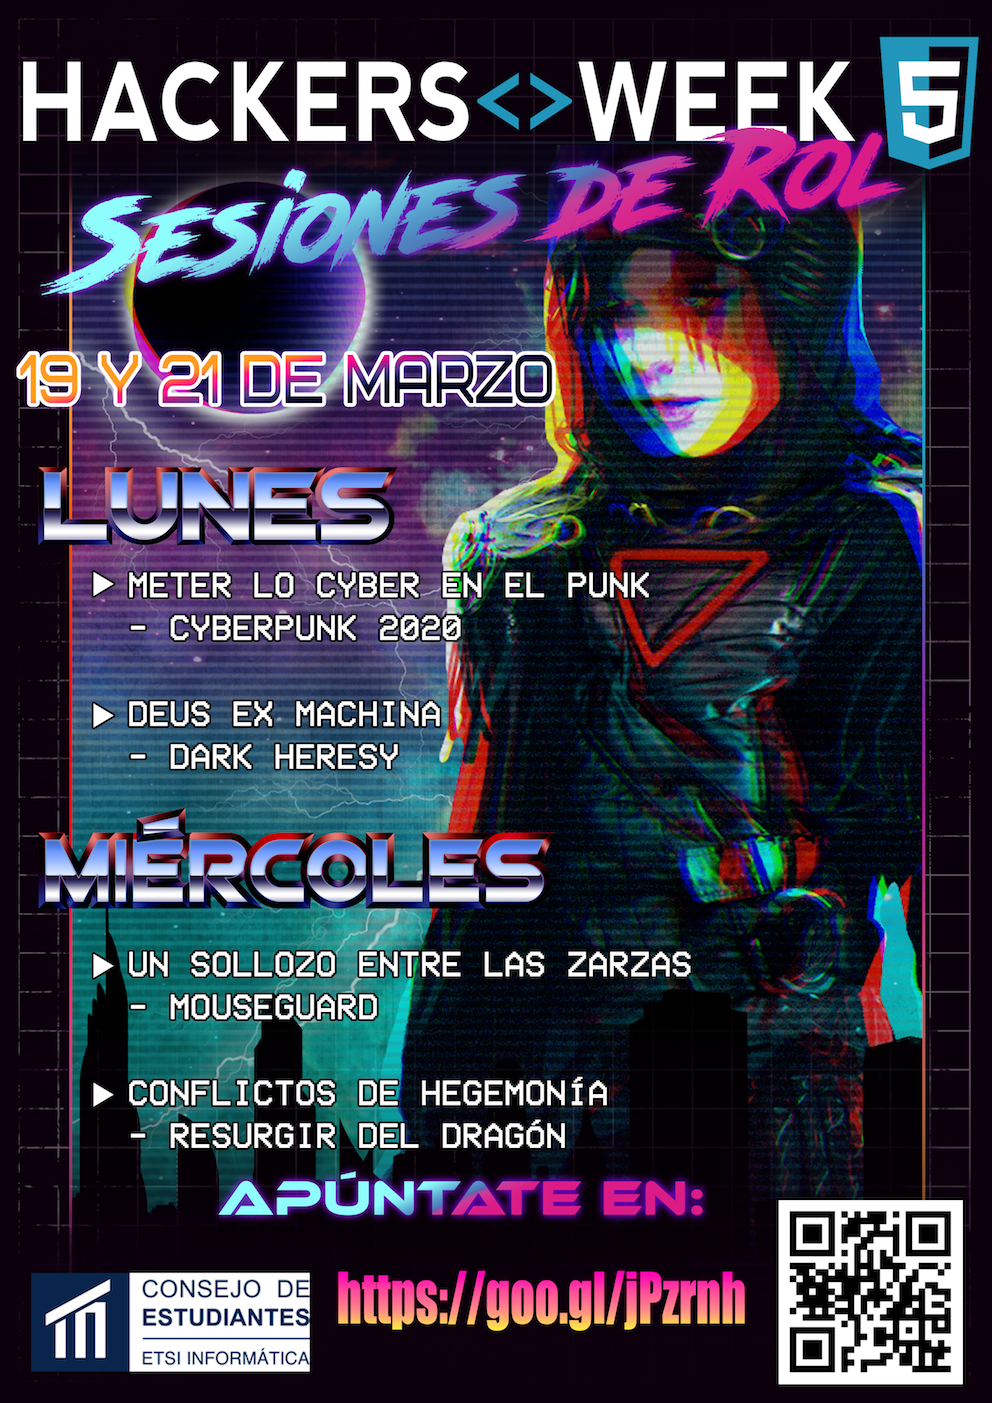 HACKERS<>WEEK 5
SESIONES DE ROL
19 Y 21 DE MARZO
LUNES
▶ METER LO CYBER EN EL PUNK
- CYBERPUNK 2020
▶ DEUS EX MACHINA
- DARK HERESY
MIÉRCOLES
▶ UN SOLLOZO ENTRE LAS ZARZAS
- MOUSEGUARD
▶ CONFLICTOS DE HEGEMONÍA
- RESURGIR DEL DRAGÓN
APÚNTATE EN:
https://goo.gl/jPzrnh
CONSEJO DE
ESTUDIANTES
ETSI INFORMÁTICA